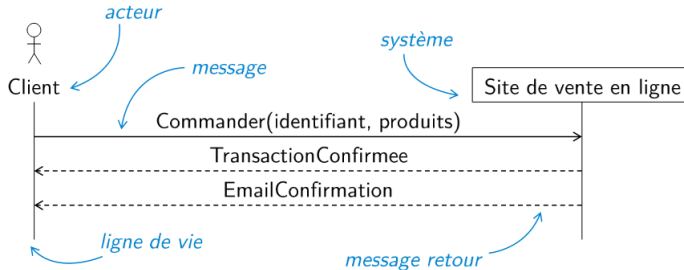 acteur
système
message
Client
Site de vente en ligne
Commander(identifiant, produits)
TransactionConfirmee
EmailConfirmation
ligne de vie
message retour